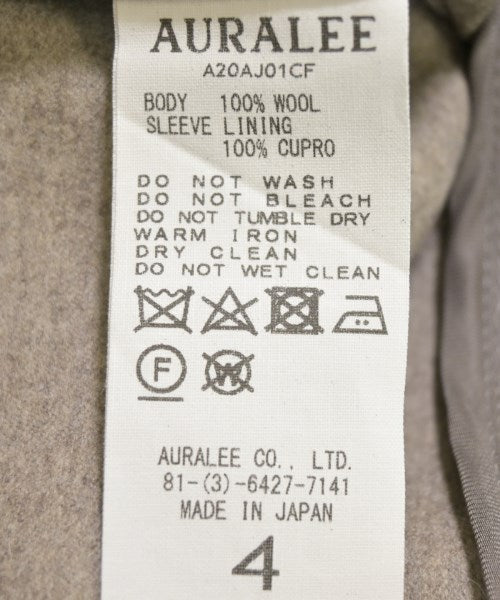 AURALEE
A20AJ01CF
BODY 100% WOOL
SLEEVE LINING
100% CUPRO
DO NOT WASH
DO NOT BLEACH
DO NOT TUMBLE DRY
WARM IRON
DRY CLEAN
DO NOT WET CLEAN
F W
AURALEE CO., LTD.
81-(3)-6427-7141
MADE IN JAPAN
4